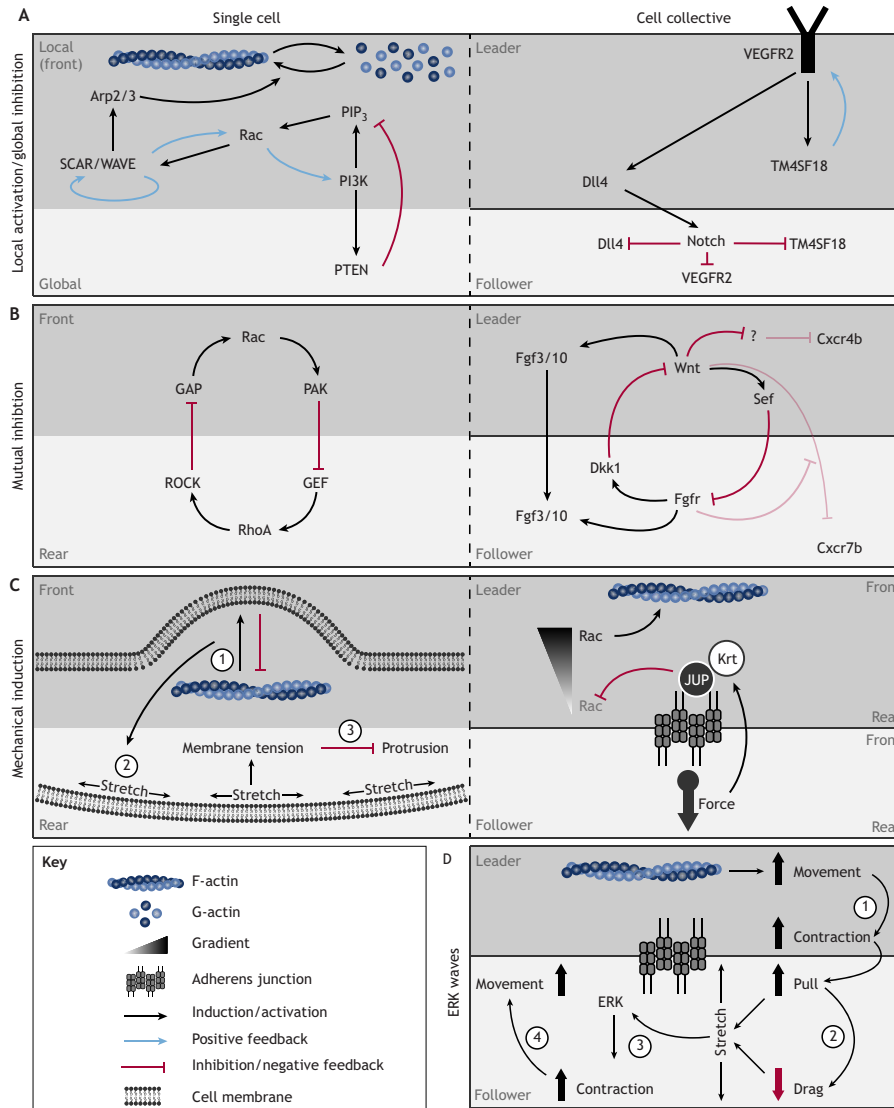 Single cell
Cell collective
A
Local activation/global inhibition
Local
(front)
Arp2/3
SCAR/WAVE
Rac
PIP3
PI3K
PTEN
Global
Leader
VEGFR2
TM4SF18
Dll4
Dll4
Notch
TM4SF18
VEGFR2
Follower
B
Mutual inhibtion
Front
Rac
GAP
PAK
ROCK
GEF
RhoA
Rear
Leader
Fgf3/10
Wnt
?
Cxcr4b
Sef
Dkk1
Fgfr
Fgf3/10
Cxcr7b
Follower
C
Mechanical induction
Front
1
2
Membrane tension
3
Protrusion
Stretch
Stretch
Stretch
Rear
Leader
Front
Rac
Krt
JUP
Rac
Rear
Front
Force
Follower
Rear
Key
F-actin
G-actin
Gradient
Adherens junction
Induction/activation
Positive feedback
Inhibition/negative feedback
Cell membrane
D
ERK waves
Leader
Movement
1
Contraction
Movement
Pull
ERK
Stretch
2
4
3
Contraction
Drag
Follower